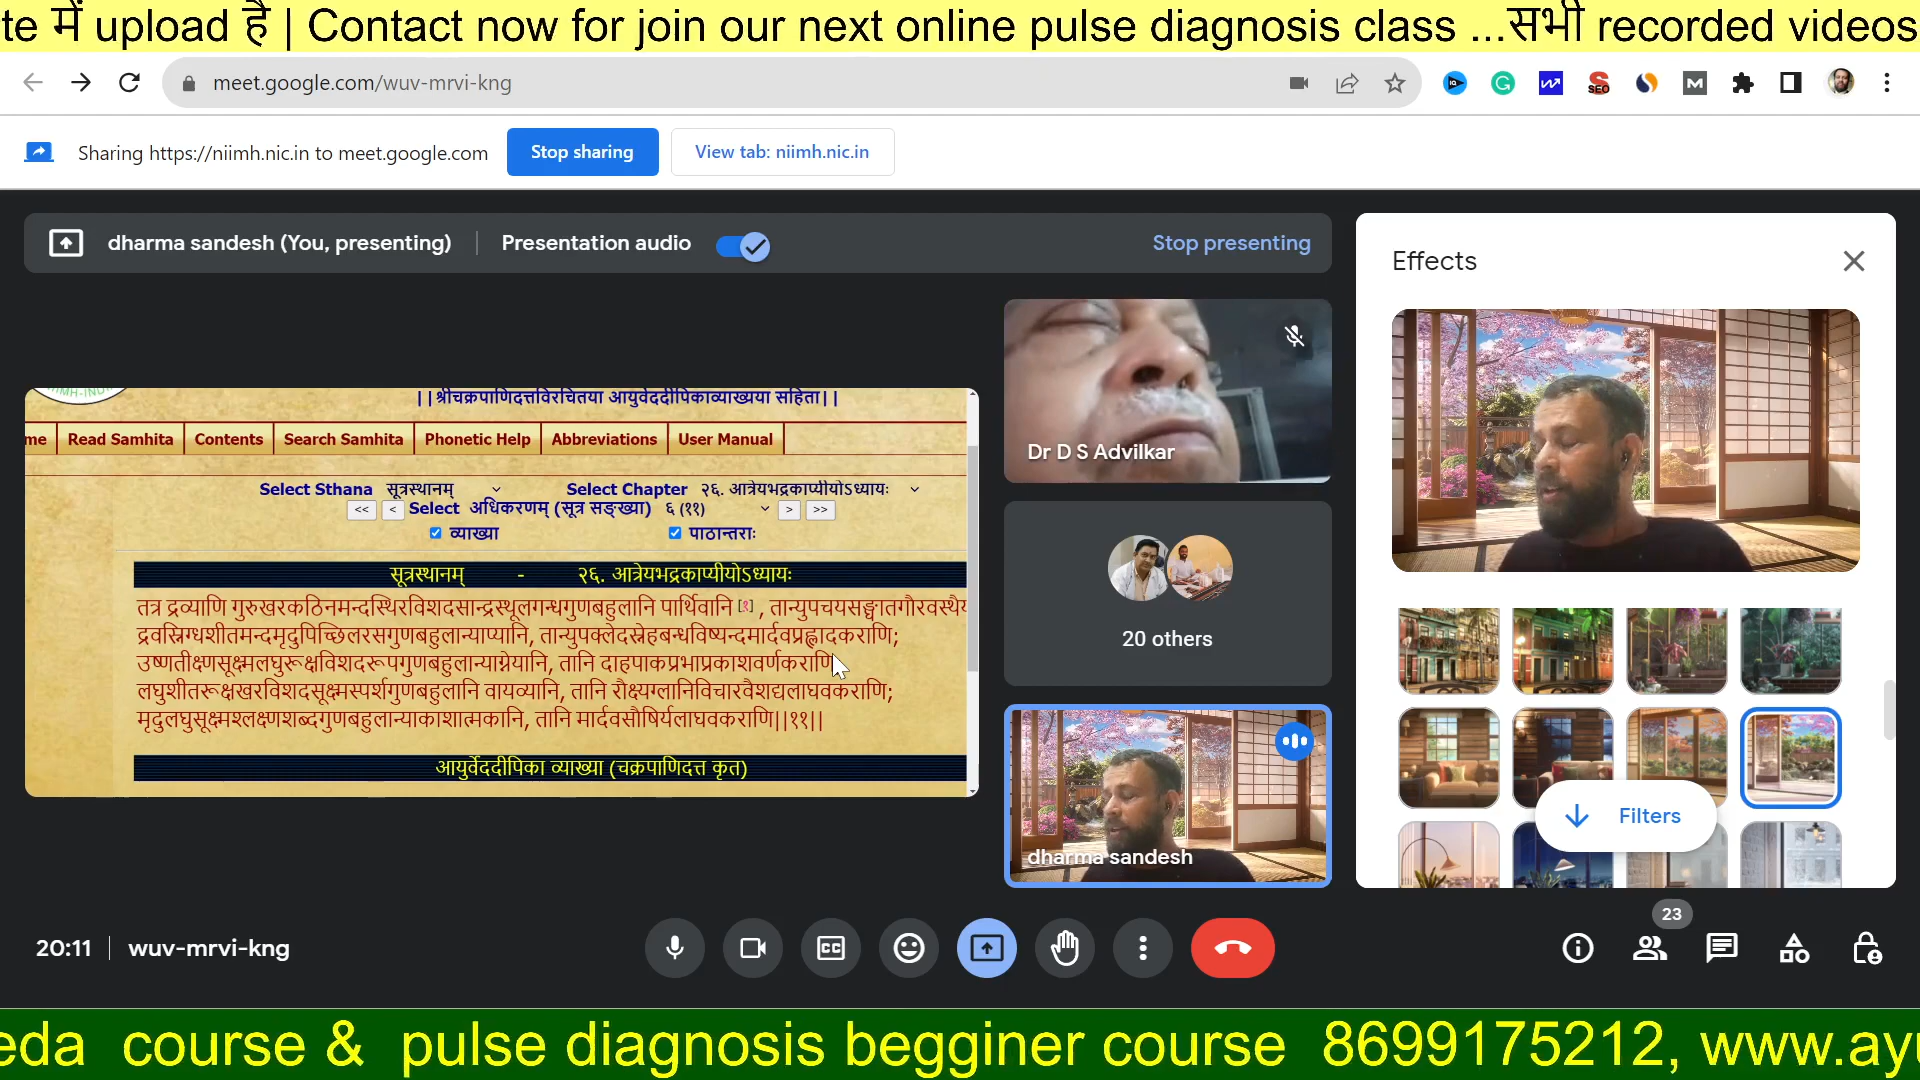 te में upload है | Contact now for join our next online pulse diagnosis class ...सभी recorded videos
meet.google.com/wuv-mrvi-kng
Sharing https://niimh.nic.in to meet.google.com
Stop sharing
View tab: niimh.nic.in
dharma sandesh (You, presenting)
Presentation audio
Stop presenting
Effects
NIIMH-INDI
||श्रीचक्रपाणिदत्तविरचितया आयुर्वेददीपिकाव्याख्यया सहिता||
me Read Samhita Contents Search Samhita Phonetic Help Abbreviations User Manual
Select Sthana सूत्रस्थानम् Select Chapter २६. आत्रेयभद्रकाप्यीयोऽध्यायः
<< < Select अधिकरणम् (सूत्र सङ्ख्या) ६ (११) > >>
व्याख्या पाठान्तराः
सूत्रस्थानम् - २६. आत्रेयभद्रकाप्यीयोऽध्यायः
तत्र द्रव्याणि गुरुखरकठिनमन्दस्थिरविशदसान्द्रस्थूलगन्धगुणबहुलानि पार्थिवानि [१] , तान्युपचयसङ्घातगौरवस्थैर्
द्रवस्निग्धशीतमन्दमृदुपिच्छिलरसगुणबहुलान्याप्यानि, तान्युपक्लेदस्नेहबन्धविष्यन्दमार्दवप्रह्लादकराणि;
उष्णतीक्ष्णसूक्ष्मलघुरूक्षविशदरूपगुणबहुलान्याग्नेयानि, तानि दाहपाकप्रभाप्रकाशवर्णकराणि
लघुशीतरूक्षखरविशदसूक्ष्मस्पर्शगुणबहुलानि वायव्यानि, तानि रौक्ष्यग्लानिविचारवैशद्यलाघवकराणि;
मृदुलघुसूक्ष्मश्लक्ष्णशब्दगुणबहुलान्याकाशात्मकानि, तानि मार्दवसौषिर्यलाघवकराणि||११||
आयुर्वेददीपिका व्याख्या (चक्रपाणिदत्त कृत)
Dr D S Advilkar
20 others
dharma sandesh
Filters
20:11 wuv-mrvi-kng
23
eda course & pulse diagnosis begginer course 8699175212, www.ayu